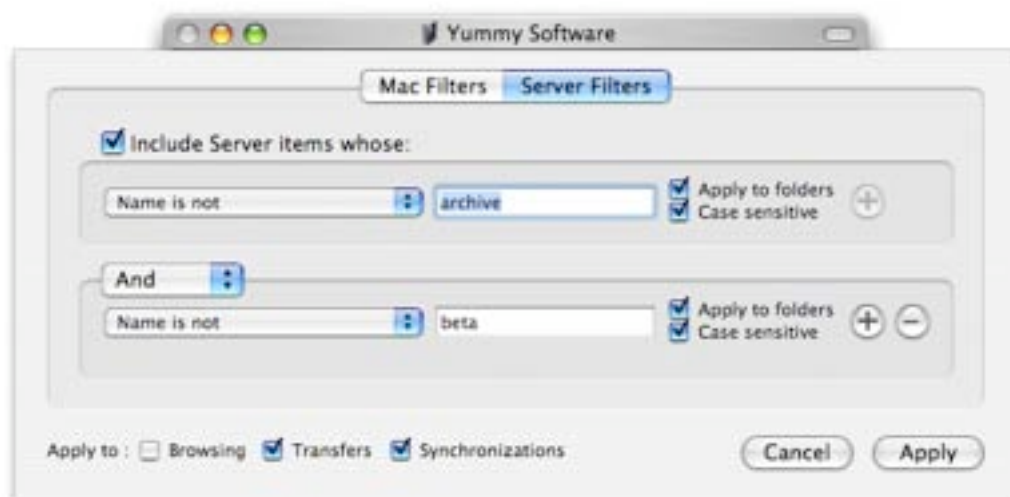 Yummy Software
Mac Filters Server Filters
Include Server items whose:
Name is not archive Apply to folders
Case sensitive
And
Name is not beta Apply to folders
Case sensitive
Apply to : Browsing Transfers Synchronizations Cancel Apply